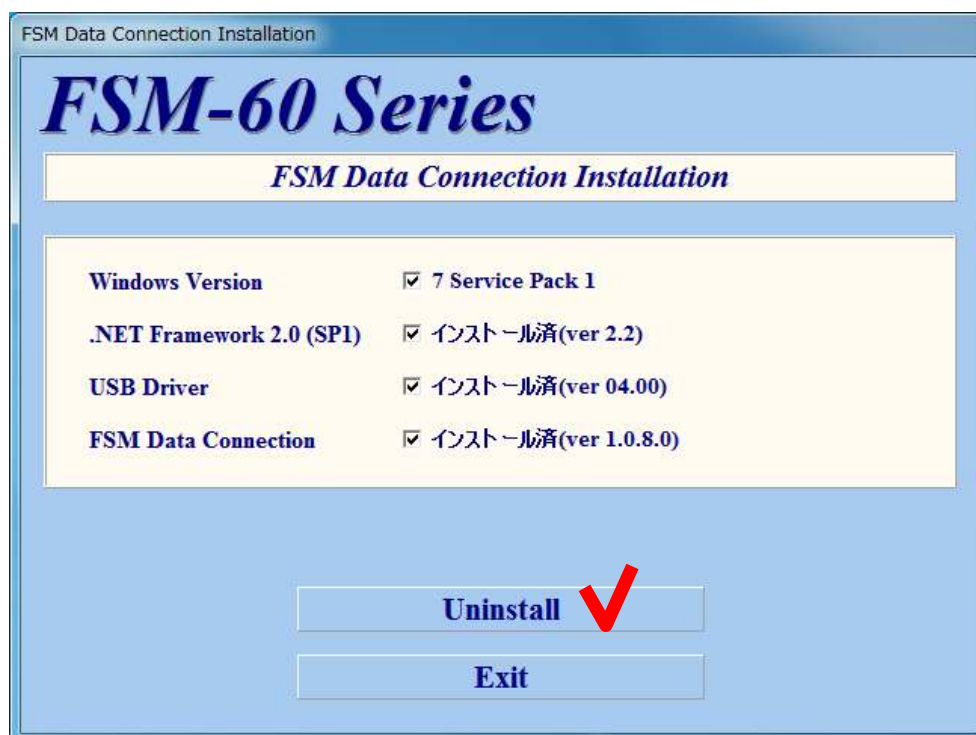 FSM Data Connection Installation
FSM-60 Series
FSM Data Connection Installation
Windows Version 7 Service Pack 1
.NET Framework 2.0 (SP1) インストール済(ver 2.2)
USB Driver インストール済(ver 04.00)
FSM Data Connection インストール済(ver 1.0.8.0)
Uninstall
Exit